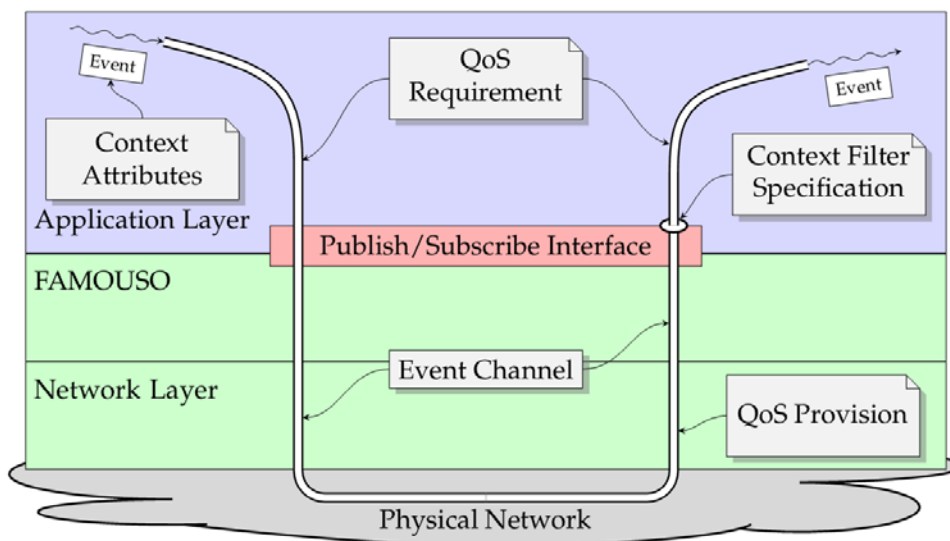 Event
QoS
Requirement
Event
Context
Attributes
Context Filter
Specification
Application Layer
Publish/Subscribe Interface
FAMOUSO
Event Channel
Network Layer
QoS Provision
Physical Network